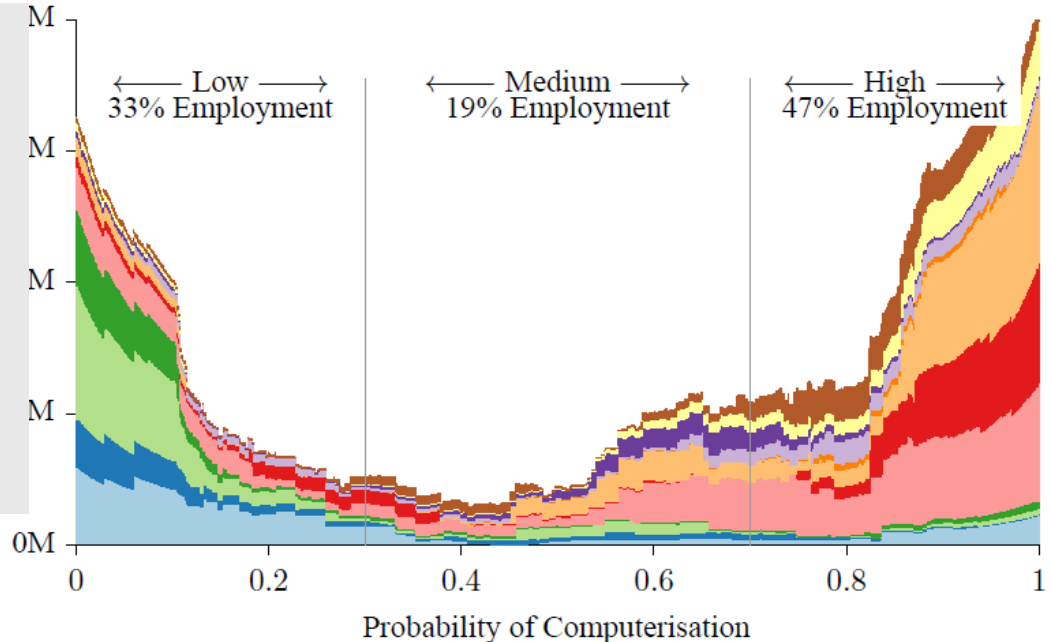 M
← Low →
33% Employment
← Medium →
19% Employment
← High →
47% Employment
M
M
M
0M
0
0.2
0.4
0.6
0.8
1
Probability of Computerisation